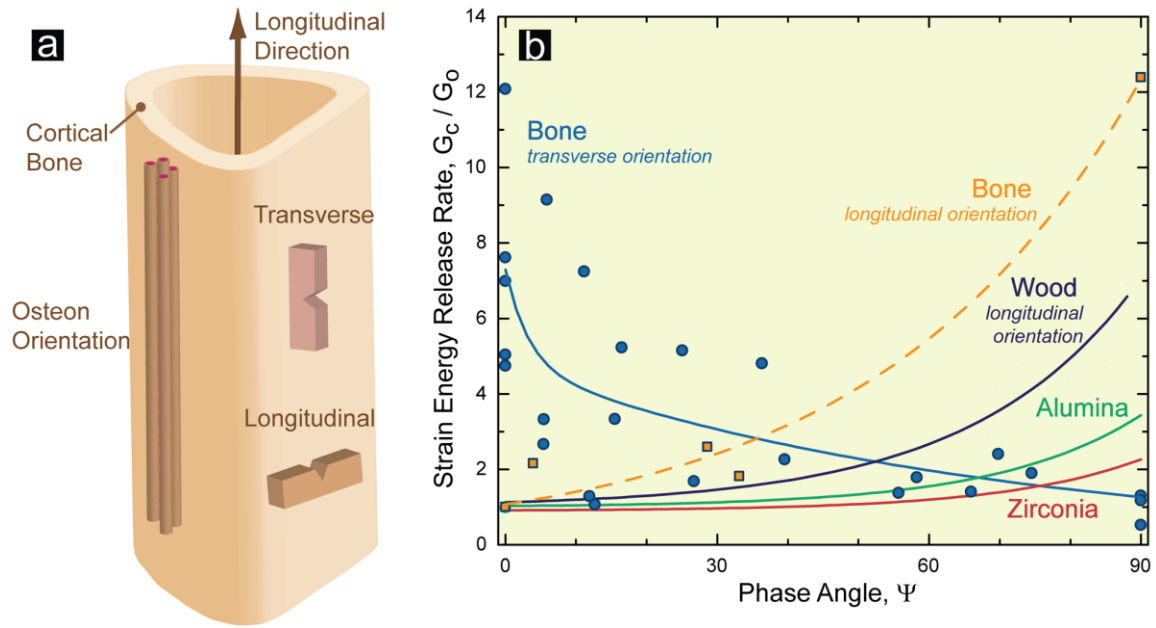 a
Longitudinal
Direction
Cortical
Bone
Transverse
Osteon
Orientation
Longitudinal
b
Strain Energy Release Rate, Gc / Go
14
12
10
8
6
4
2
0
Bone
transverse orientation
Bone
longitudinal orientation
Wood
longitudinal
orientation
Alumina
Zirconia
0 30 60 90
Phase Angle, Ψ